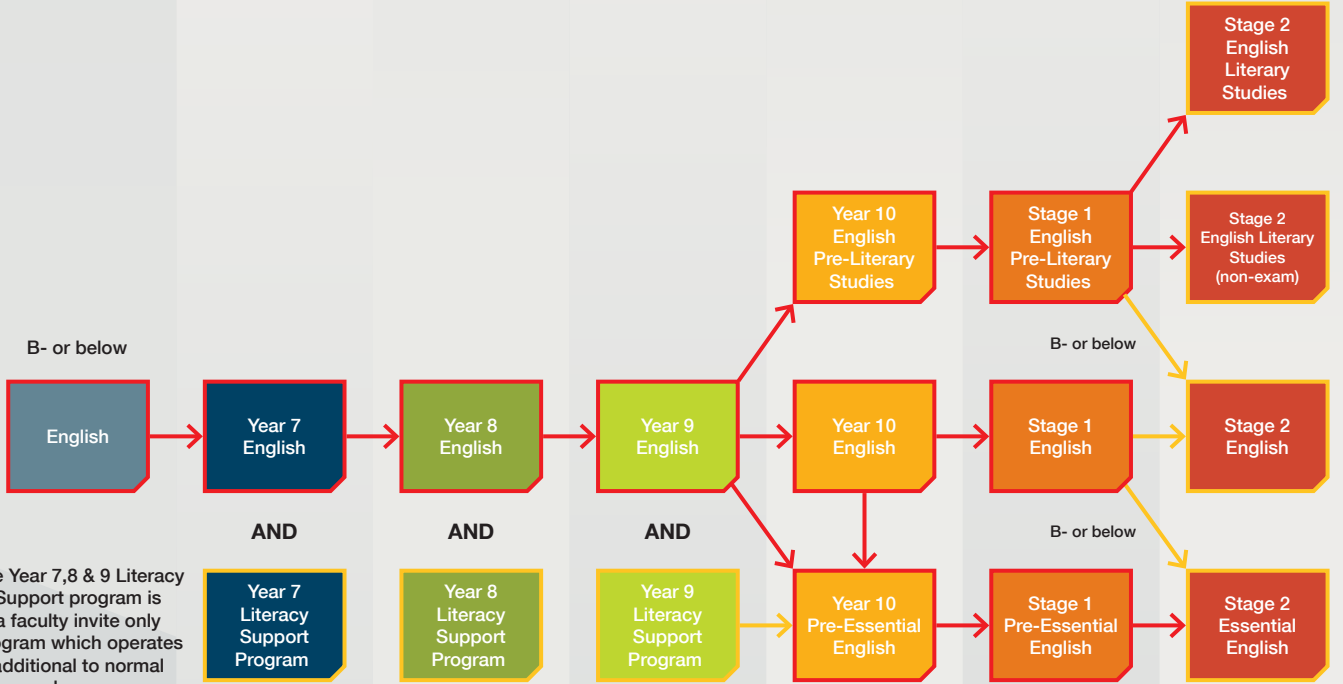 Stage 2
English
Literary
Studies
Year 10
English
Pre-Literary
Studies
Stage 1
English
Pre-Literary
Studies
Stage 2
English Literary
Studies
(non-exam)
B- or below
B- or below
English
Year 7
English
Year 8
English
Year 9
English
Year 10
English
Stage 1
English
Stage 2
English
AND
AND
AND
B- or below
Year 7,8 & 9 Literacy
Support program is
a faculty invite only
program which operates
additional to normal
Year 7
Literacy
Support
Program
Year 8
Literacy
Support
Program
Year 9
Literacy
Support
Program
Year 10
Pre-Essential
English
Stage 1
Pre-Essential
English
Stage 2
Essential
English